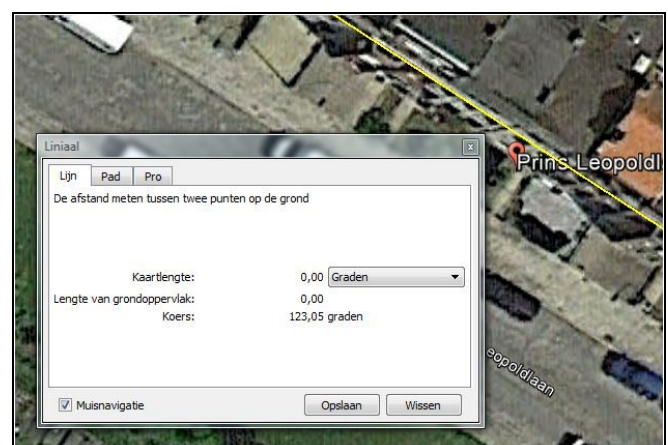 Liniaal
Lijn Pad Pro
De afstand meten tussen twee punten op de grond
Kaartlengte: 0,00 Graden
Lengte van grondoppervlak: 0,00
Koers: 123,05 graden
Muisnavigatie Opslaan Wissen
Prins Leopoldl
eopoldlaan